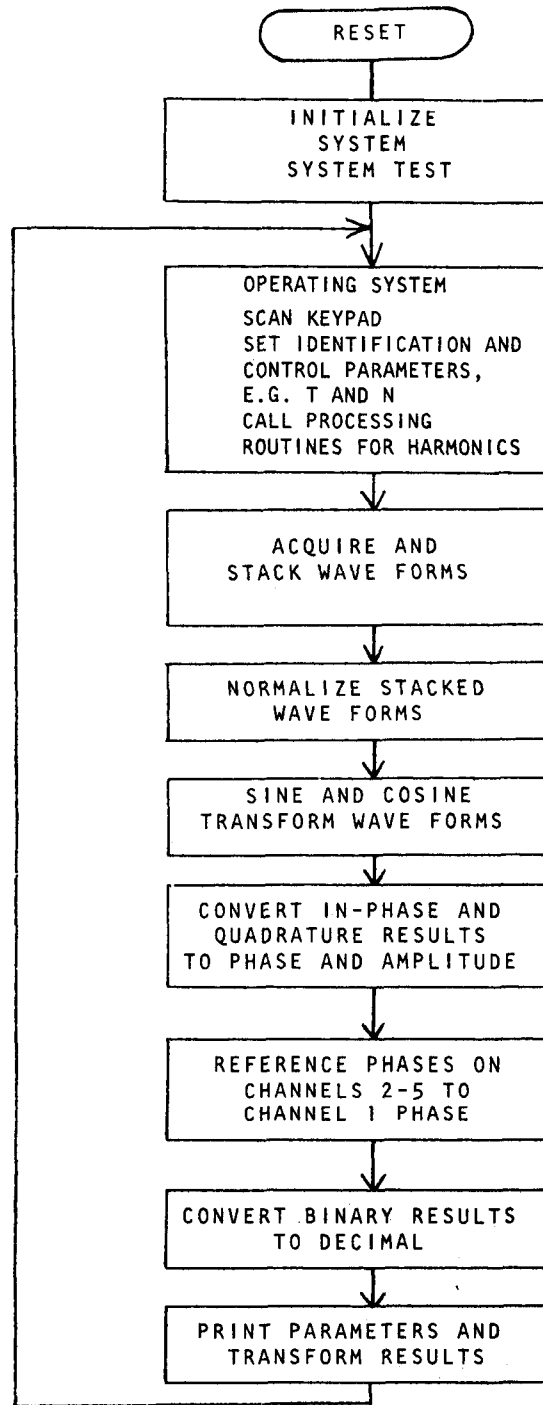 RESET
INITIALIZE
SYSTEM
SYSTEM TEST
OPERATING SYSTEM
SCAN KEYPAD
SET IDENTIFICATION AND
CONTROL PARAMETERS,
E.G. T AND N
CALL PROCESSING
ROUTINES FOR HARMONICS
ACQUIRE AND
STACK WAVE FORMS
NORMALIZE STACKED
WAVE FORMS
SINE AND COSINE
TRANSFORM WAVE FORMS
CONVERT IN-PHASE AND
QUADRATURE RESULTS
TO PHASE AND AMPLITUDE
REFERENCE PHASES ON
CHANNELS 2-5 TO
CHANNEL 1 PHASE
CONVERT BINARY RESULTS
TO DECIMAL
PRINT PARAMETERS AND
TRANSFORM RESULTS